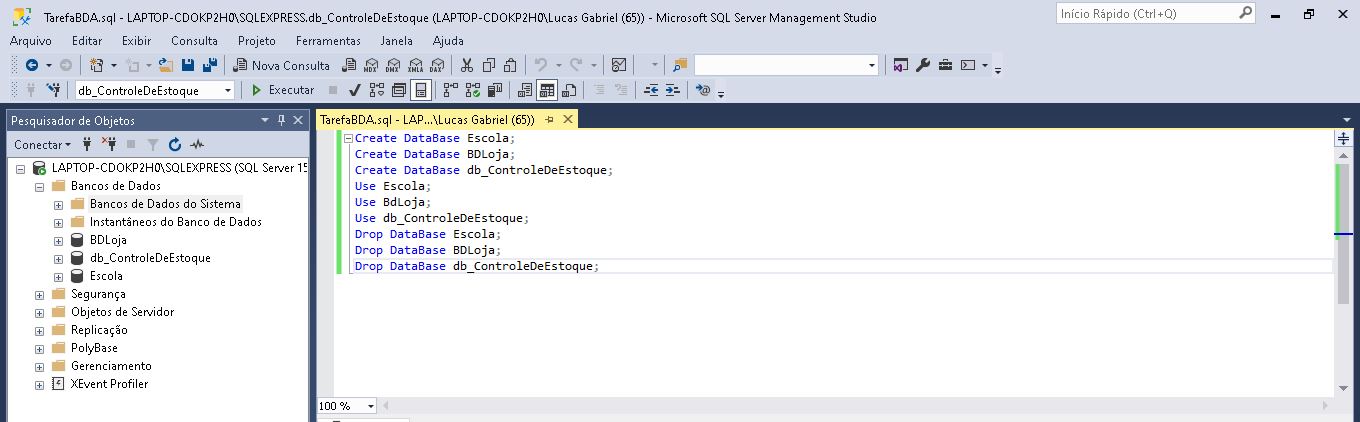 TarefaBDA.sql - LAPTOP-CDOKP2H0\SQLEXPRESS.db_ControleDeEstoque (LAPTOP-CDOKP2H0\Lucas Gabriel (65)) - Microsoft SQL Server Management Studio
Início Rápido (Ctrl+Q)
Arquivo Editar Exibir Consulta Projeto Ferramentas Janela Ajuda
Nova Consulta MDX DMX XMLA DAX
db_ControleDeEstoque Executar
Pesquisador de Objetos
TarefaBDA.sql - LAP...\Lucas Gabriel (65))
Conectar
LAPTOP-CDOKP2H0\SQLEXPRESS (SQL Server 15
Bancos de Dados
Bancos de Dados do Sistema
Instantâneos do Banco de Dados
BDLoja
db_ControleDeEstoque
Escola
Segurança
Objetos de Servidor
Replicação
PolyBase
Gerenciamento
XEvent Profiler
Create DataBase Escola;
Create DataBase BDLoja;
Create DataBase db_ControleDeEstoque;
Use Escola;
Use BdLoja;
Use db_ControleDeEstoque;
Drop DataBase Escola;
Drop DataBase BDLoja;
Drop DataBase db_ControleDeEstoque;
100 %